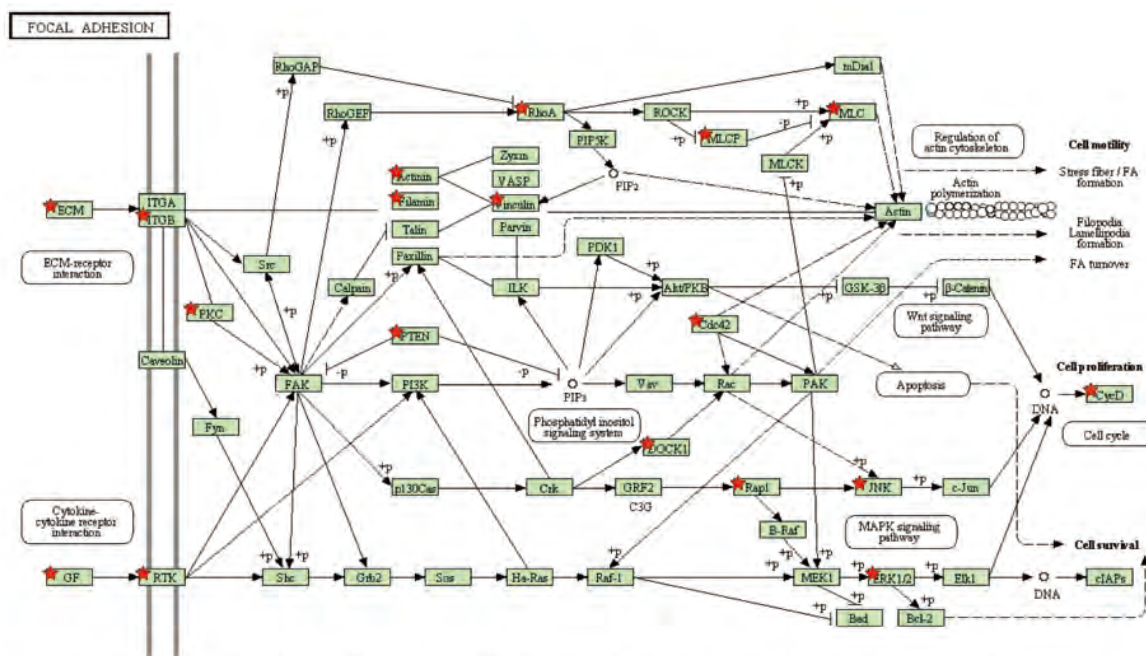 FOCAL ADHESION
RhoGAP
mDia1
+p
RhoGEF
RhoA
ROCK
+p
MLC
+p
-p
+p
MLCP
+p
PIP5K
MLCK
Regulation of
actin cytoskeleton
Cell motility
Zyxin
Actinin
VASP
PIP2
+p
Stress fiber / FA
formation
Actin
polymerization
ECM
ITGA
ITGB
Filamin
Vinculin
Actin
Talin
Parvin
Filopodia
Lamellipodia
formation
ECM-receptor
interaction
Src
Paxillin
PDK1
FA turnover
+p
+p
+p
+p
Calpain
ILK
+p
Akt/PKB
GSK-3β
β-Catenin
-p
+p
PKC
PTEN
Cdc42
Wnt signaling
pathway
Caveolin
+p
-p
-p
Cell proliferation
FAK
PI3K
PIP3
Vav
Rac
PAK
Apoptosis
DNA
CycD
Fyn
Phosphatidyl inositol
signaling system
DOCK1
Cell cycle
+p
+p
+p
p130Cas
Crk
GRF2
Rap1
JNK
c-Jun
C3G
Cytokine-
cytokine receptor
interaction
B-Raf
MAPK signaling
pathway
+p
+p
+p
+p
+p
Cell survival
GF
RTK
Shc
Grb2
Sos
Ha-Ras
Raf-1
+p
MEK1
+p
ERK1/2
+p
Elk1
DNA
cIAPs
+p
+p
+p
Bad
Bcl-2